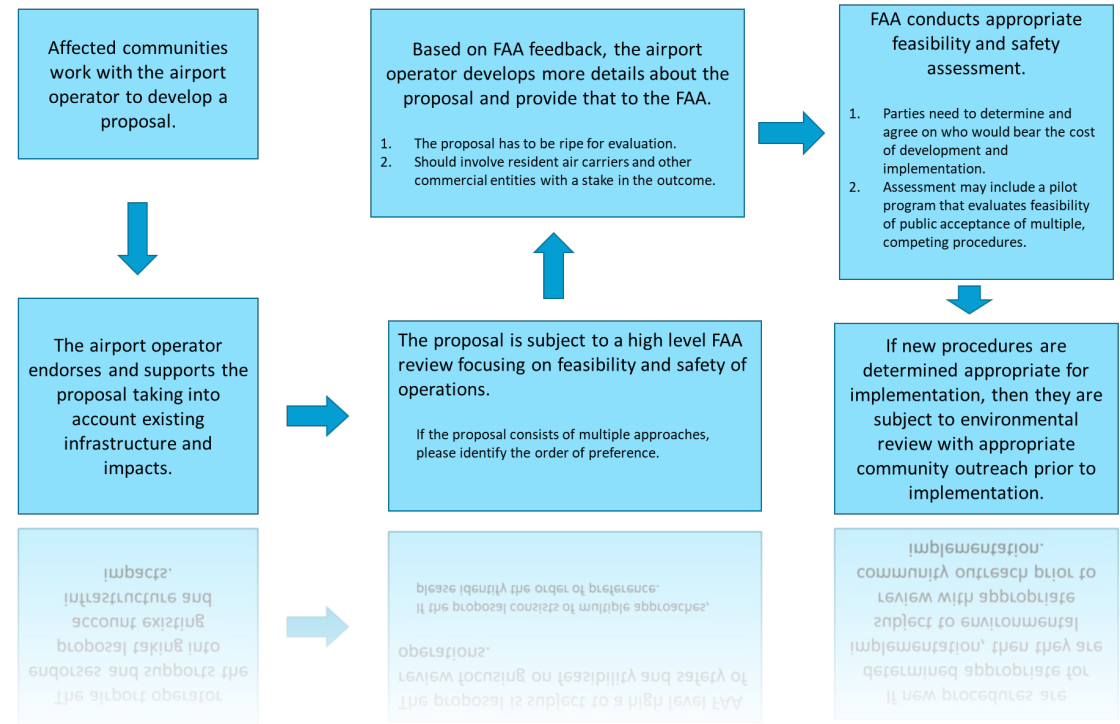 Affected communities
work with the airport
operator to develop a
proposal.
The airport operator
endorses and supports the
proposal taking into
account existing
infrastructure and
impacts.
The proposal is subject to a high level FAA
review focusing on feasibility and safety of
operations.
If the proposal consists of multiple approaches,
please identify the order of preference.
Based on FAA feedback, the airport
operator develops more details about the
proposal and provide that to the FAA.
1. The proposal has to be ripe for evaluation.
2. Should involve resident air carriers and other
commercial entities with a stake in the outcome.
FAA conducts appropriate
feasibility and safety
assessment.
1. Parties need to determine and
agree on who would bear the cost
of development and
implementation.
2. Assessment may include a pilot
program that evaluates feasibility
of public acceptance of multiple,
competing procedures.
If new procedures are
determined appropriate for
implementation, then they are
subject to environmental
review with appropriate
community outreach prior to
implementation.